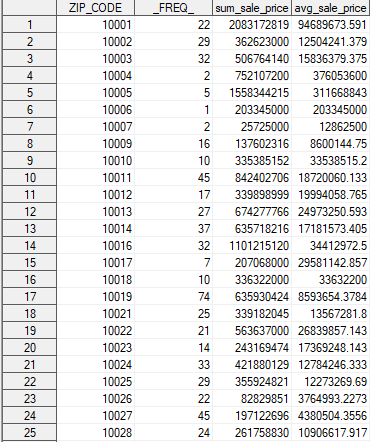 ZIP_CODE _FREQ_ sum_sale_price avg_sale_price
1 10001 22 2083172819 94689673.591
2 10002 29 362623000 12504241.379
3 10003 32 506764140 15836379.375
4 10004 2 752107200 376053600
5 10005 5 1558344215 311668843
6 10006 1 203345000 203345000
7 10007 2 25725000 12862500
8 10009 16 137602316 8600144.75
9 10010 10 335385152 33538515.2
10 10011 45 842402706 18720060.133
11 10012 17 339898999 19994058.765
12 10013 27 674277766 24973250.593
13 10014 37 635718216 17181573.405
14 10016 32 1101215120 34412972.5
15 10017 7 207068000 29581142.857
16 10018 10 336322000 33632200
17 10019 74 635930424 8593654.3784
18 10021 25 339182045 13567281.8
19 10022 21 563637000 26839857.143
20 10023 14 243169474 17369248.143
21 10024 33 421880129 12784246.333
22 10025 29 355924821 12273269.69
23 10026 22 82829851 3764993.2273
24 10027 45 197122696 4380504.3556
25 10028 24 261758830 10906617.917